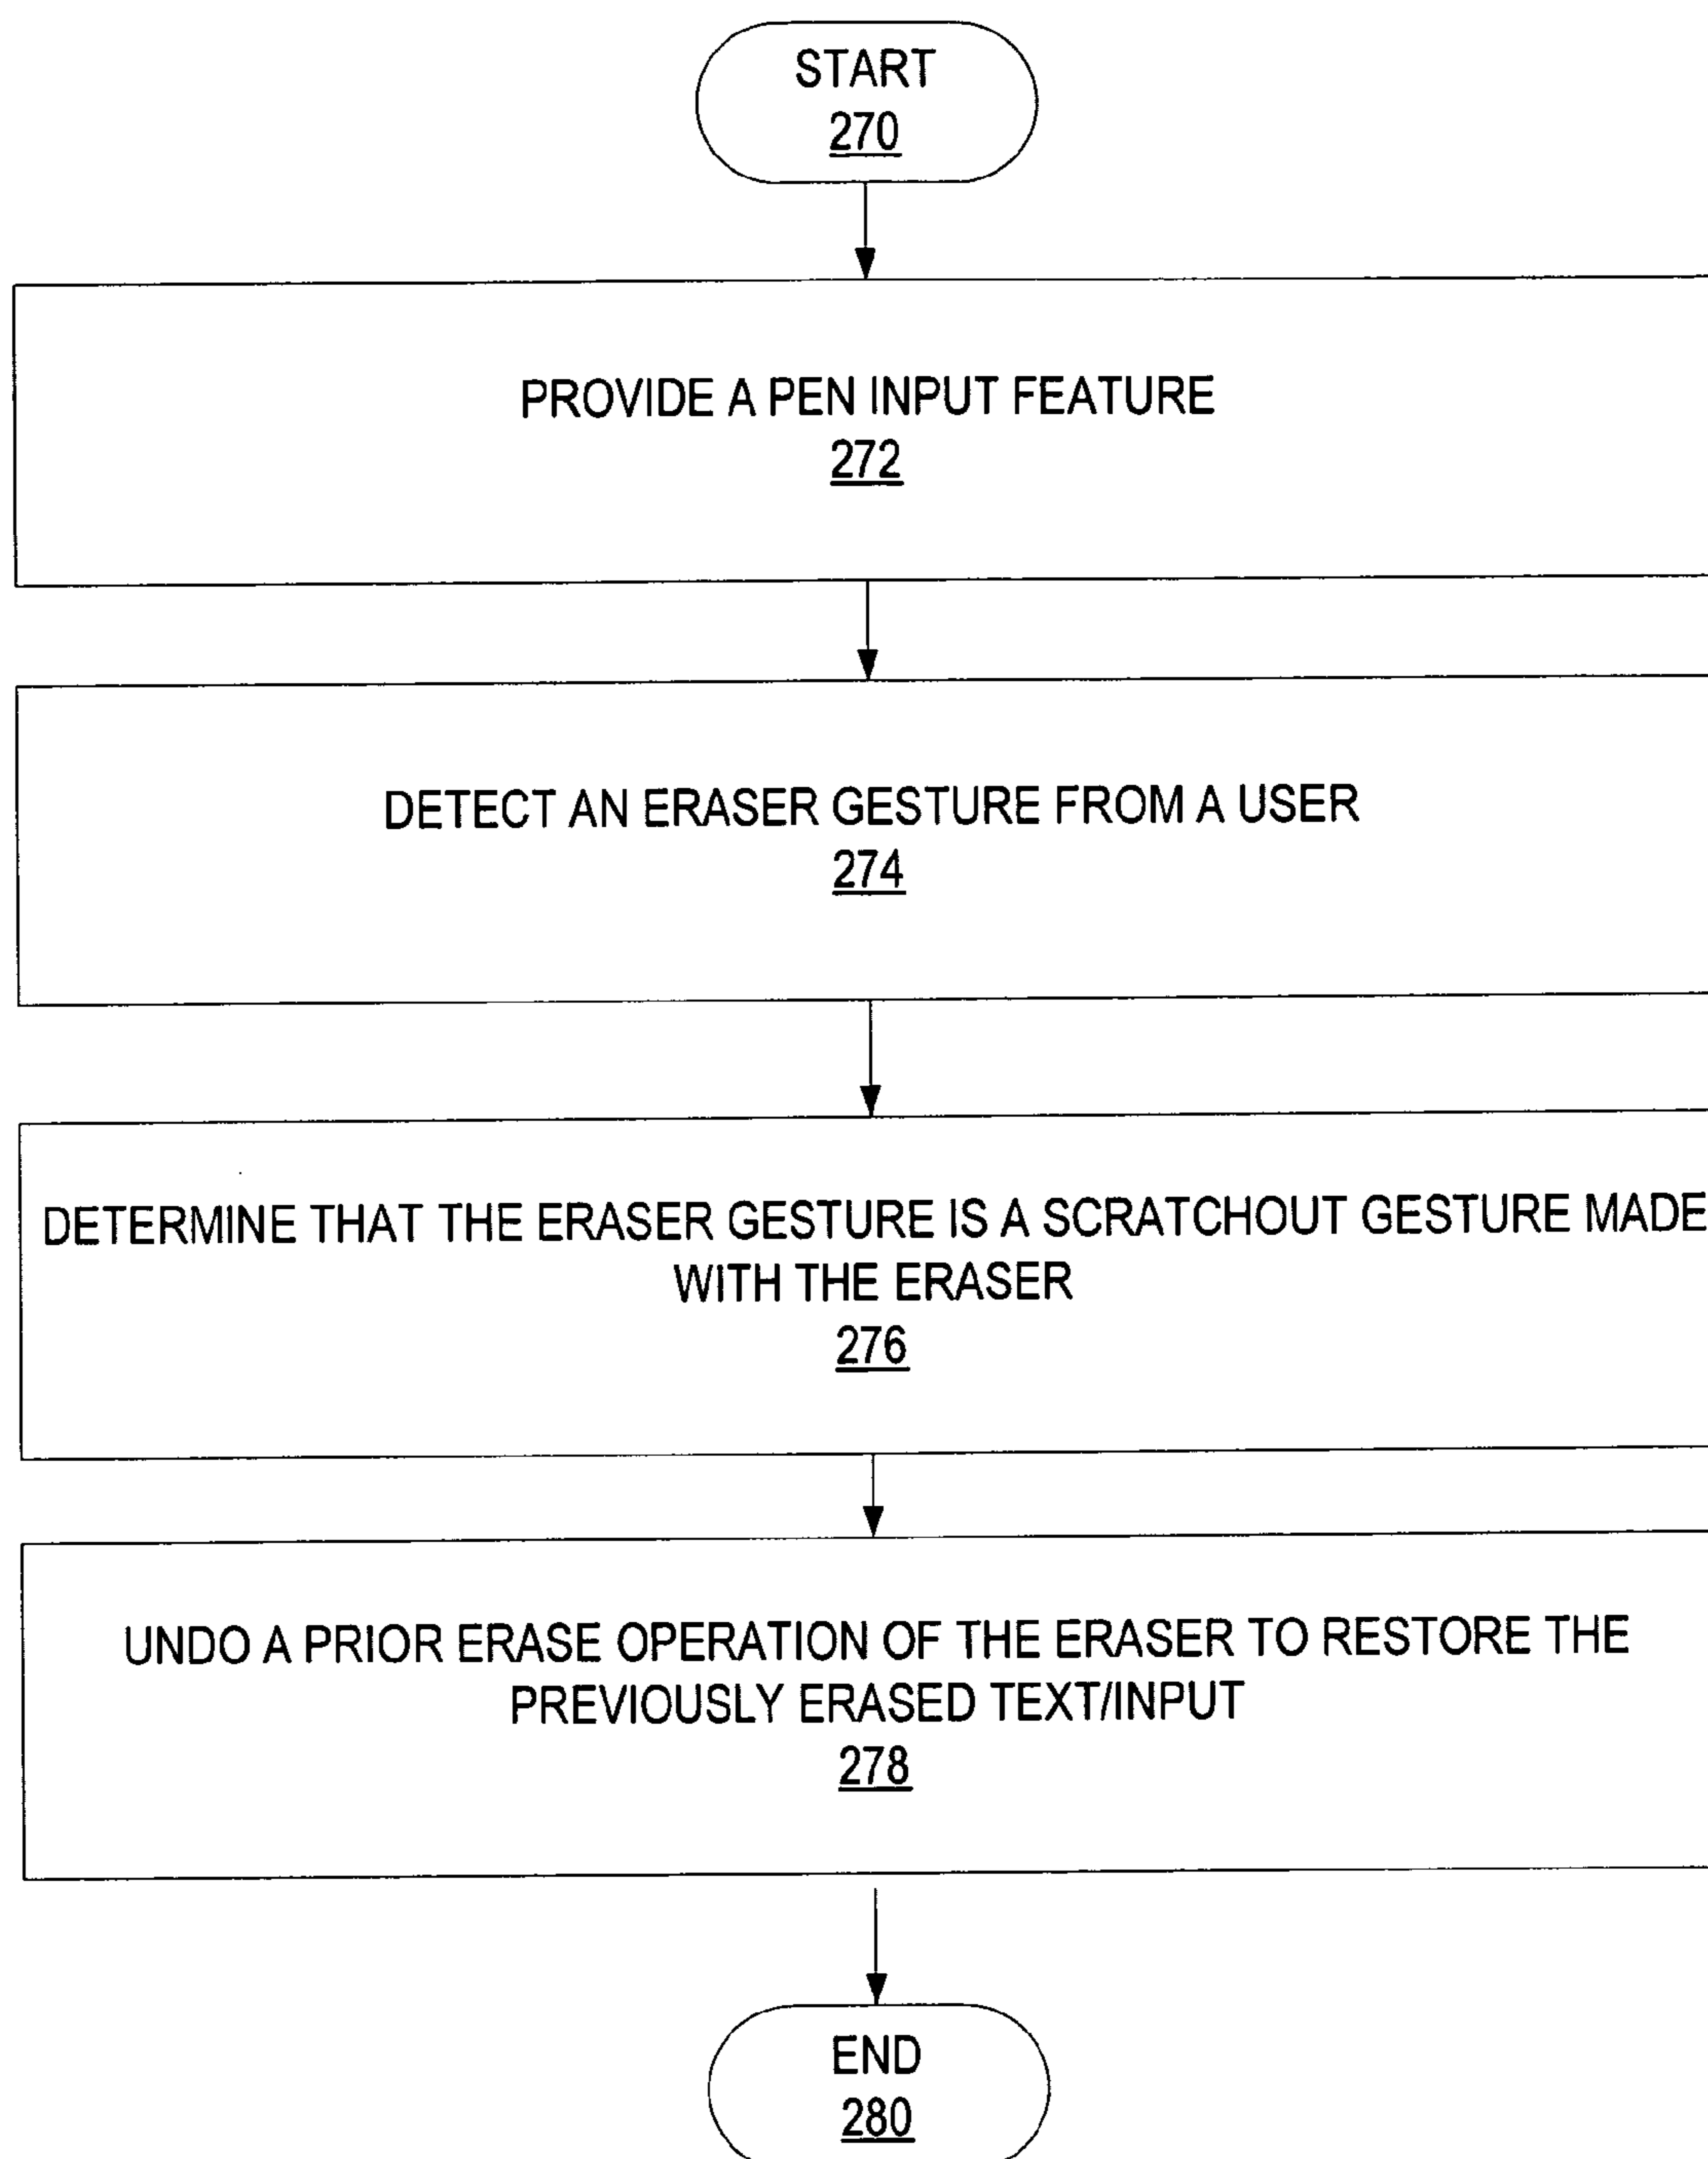 START
270
PROVIDE A PEN INPUT FEATURE
272
DETECT AN ERASER GESTURE FROM A USER
274
DETERMINE THAT THE ERASER GESTURE IS A SCRATCHOUT GESTURE MADE
WITH THE ERASER
276
UNDO A PRIOR ERASE OPERATION OF THE ERASER TO RESTORE THE
PREVIOUSLY ERASED TEXT/INPUT
278
END
280